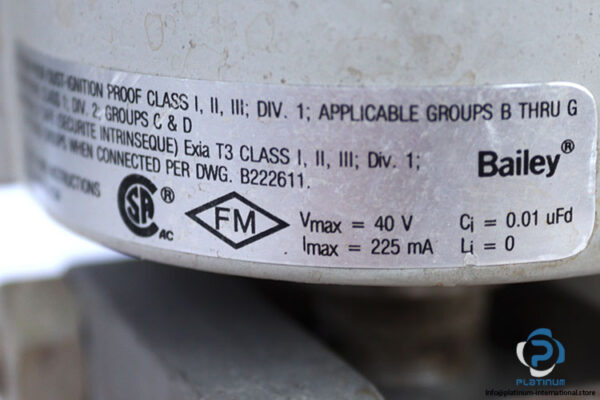 DUST-IGNITION PROOF CLASS I, II, III; DIV. 1; APPLICABLE GROUPS B THRU G
CLASS I; DIV. 2; GROUPS C & D
SECURITE INTRINSEQUE) Exia T3 CLASS I, II, III; Div. 1;
WHEN CONNECTED PER DWG. B222611.
INSTRUCTIONS
Bailey®
CSA ® AC
FM
Vmax = 40 V
Ci = 0.01 uFd
Imax = 225 mA
Li = 0
PLATINUM
info@platinum-international.store